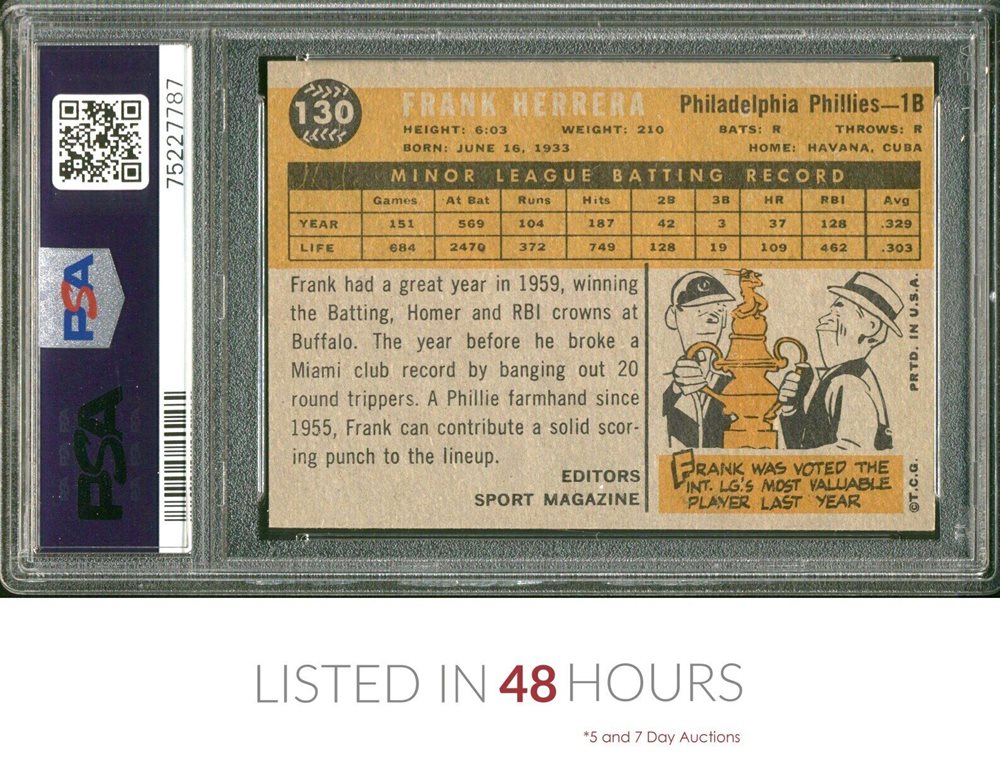 75227787
PSA
PSA
130
FRANK HERRERA Philadelphia Phillies—1B
HEIGHT: 6:03 WEIGHT: 210 BATS: R THROWS: R
BORN: JUNE 16, 1933 HOME: HAVANA, CUBA
MINOR LEAGUE BATTING RECORD
Games At Bat Runs Hits 2B 3B HR RBI Avg
YEAR 151 569 104 187 42 3 37 128 .329
LIFE 684 2470 372 749 128 19 109 462 .303
Frank had a great year in 1959, winning
the Batting, Homer and RBI crowns at
Buffalo. The year before he broke a
Miami club record by banging out 20
round trippers. A Phillie farmhand since
1955, Frank can contribute a solid scor-
ing punch to the lineup.
EDITORS
SPORT MAGAZINE
FRANK WAS VOTED THE
INT. LG.'S MOST VALUABLE
PLAYER LAST YEAR
©T.C.G. PRTD. IN U.S.A.
LISTED IN 48 HOURS
*5 and 7 Day Auctions